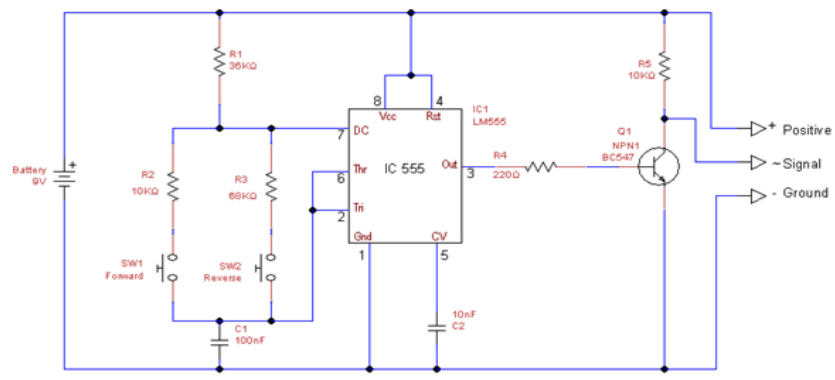 R1
36KΩ
8
4
Vcc
Rst
IC1
LM555
R5
10KΩ
7
DC
Q1
NPN1
BC547
+ Positive
Battery
9V
+
R2
10KΩ
R3
68KΩ
Thr
6
IC 555
Out
3
R4
220Ω
~Signal
Tri
2
- Ground
Gnd
CV
1
5
SW1
Forward
SW2
Reverse
C1
100nF
10nF
C2